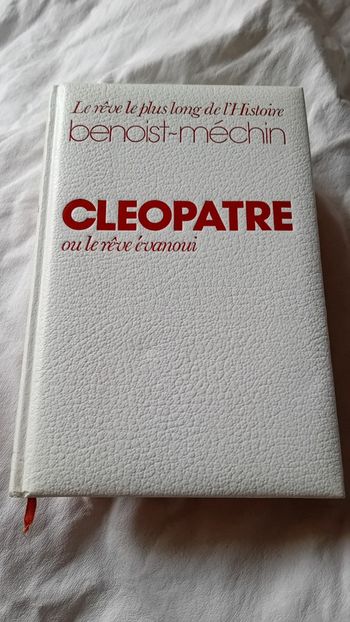 Le rêve le plus long de l'Histoire
benoist-méchin
CLEOPATRE
ou le rêve évanoui